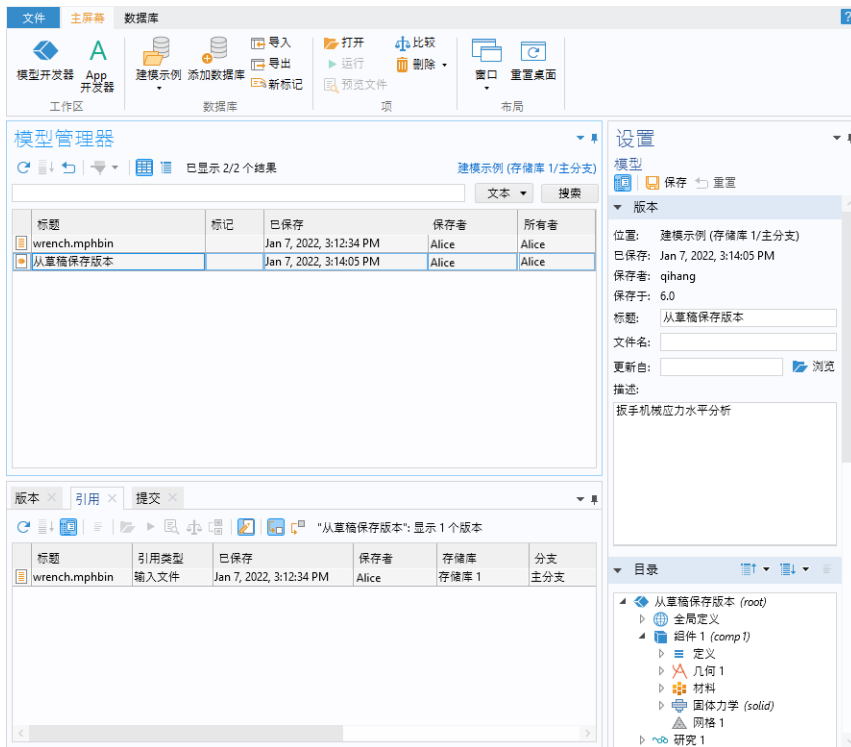 文件 主屏幕 数据库 ?
模型开发器 App 开发器 建模示例 添加数据库 导入 导出 新标记 打开 运行 预览文件 比较 删除 窗口 重置桌面
工作区 数据库 项 布局
模型管理器
已显示 2/2 个结果 建模示例 (存储库 1/主分支)
文本 搜索
标题 标记 已保存 保存者 所有者
wrench.mphbin Jan 7, 2022, 3:12:34 PM Alice Alice
从草稿保存版本 Jan 7, 2022, 3:14:05 PM Alice Alice
版本 引用 提交
"从草稿保存版本": 显示 1 个版本
标题 引用类型 已保存 保存者 存储库 分支
wrench.mphbin 输入文件 Jan 7, 2022, 3:12:34 PM Alice 存储库 1 主分支
设置
模型
保存 重置
版本
位置: 建模示例 (存储库 1/主分支)
已保存: Jan 7, 2022, 3:14:05 PM
保存者: qihang
保存于: 6.0
标题: 从草稿保存版本
文件名:
更新自: 浏览
描述:
扳手机械应力水平分析
目录
从草稿保存版本 (root)
全局定义
组件 1 (comp1)
定义
几何 1
材料
固体力学 (solid)
网格 1
研究 1